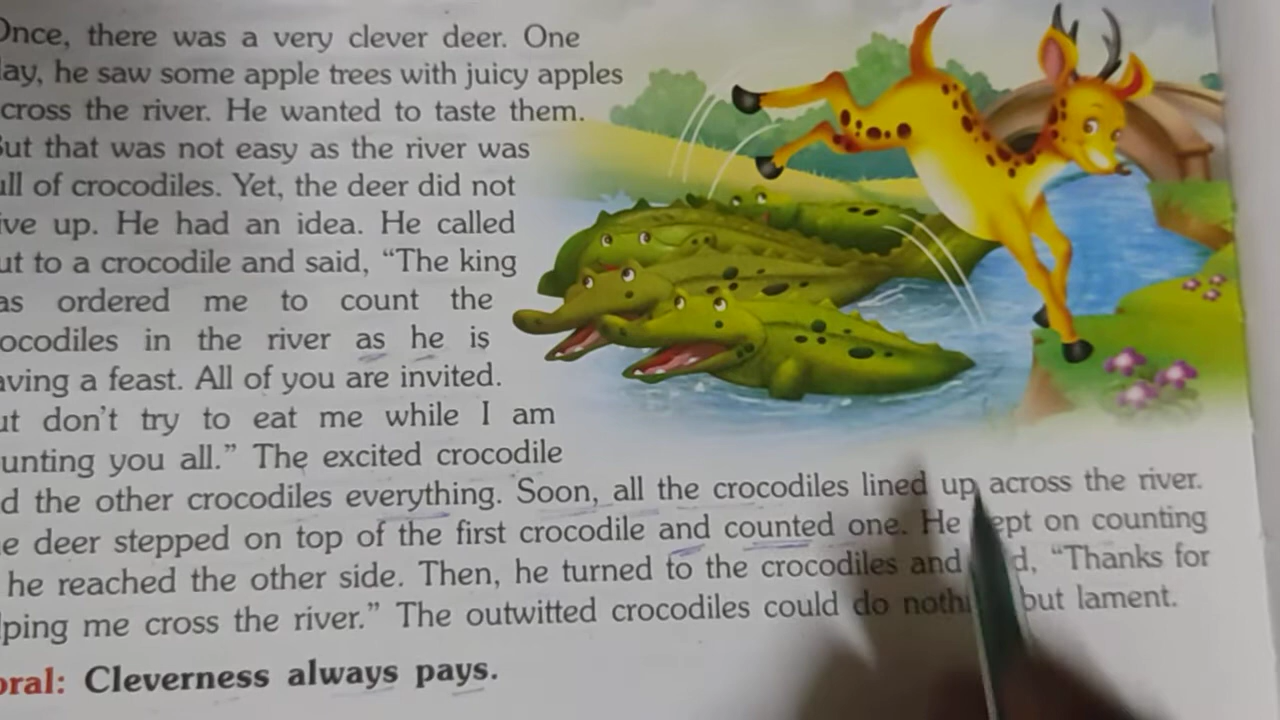 Once, there was a very clever deer. One
day, he saw some apple trees with juicy apples
across the river. He wanted to taste them.
But that was not easy as the river was
full of crocodiles. Yet, the deer did not
give up. He had an idea. He called
out to a crocodile and said, “The king
has ordered me to count the
crocodiles in the river as he is
having a feast. All of you are invited.
But don’t try to eat me while I am
counting you all.” The excited crocodile
the other crocodiles everything. Soon, all the crocodiles lined up across the river.
The deer stepped on top of the first crocodile and counted one. He kept on counting
he reached the other side. Then, he turned to the crocodiles and said, “Thanks for
helping me cross the river.” The outwitted crocodiles could do nothing but lament.
Moral: Cleverness always pays.